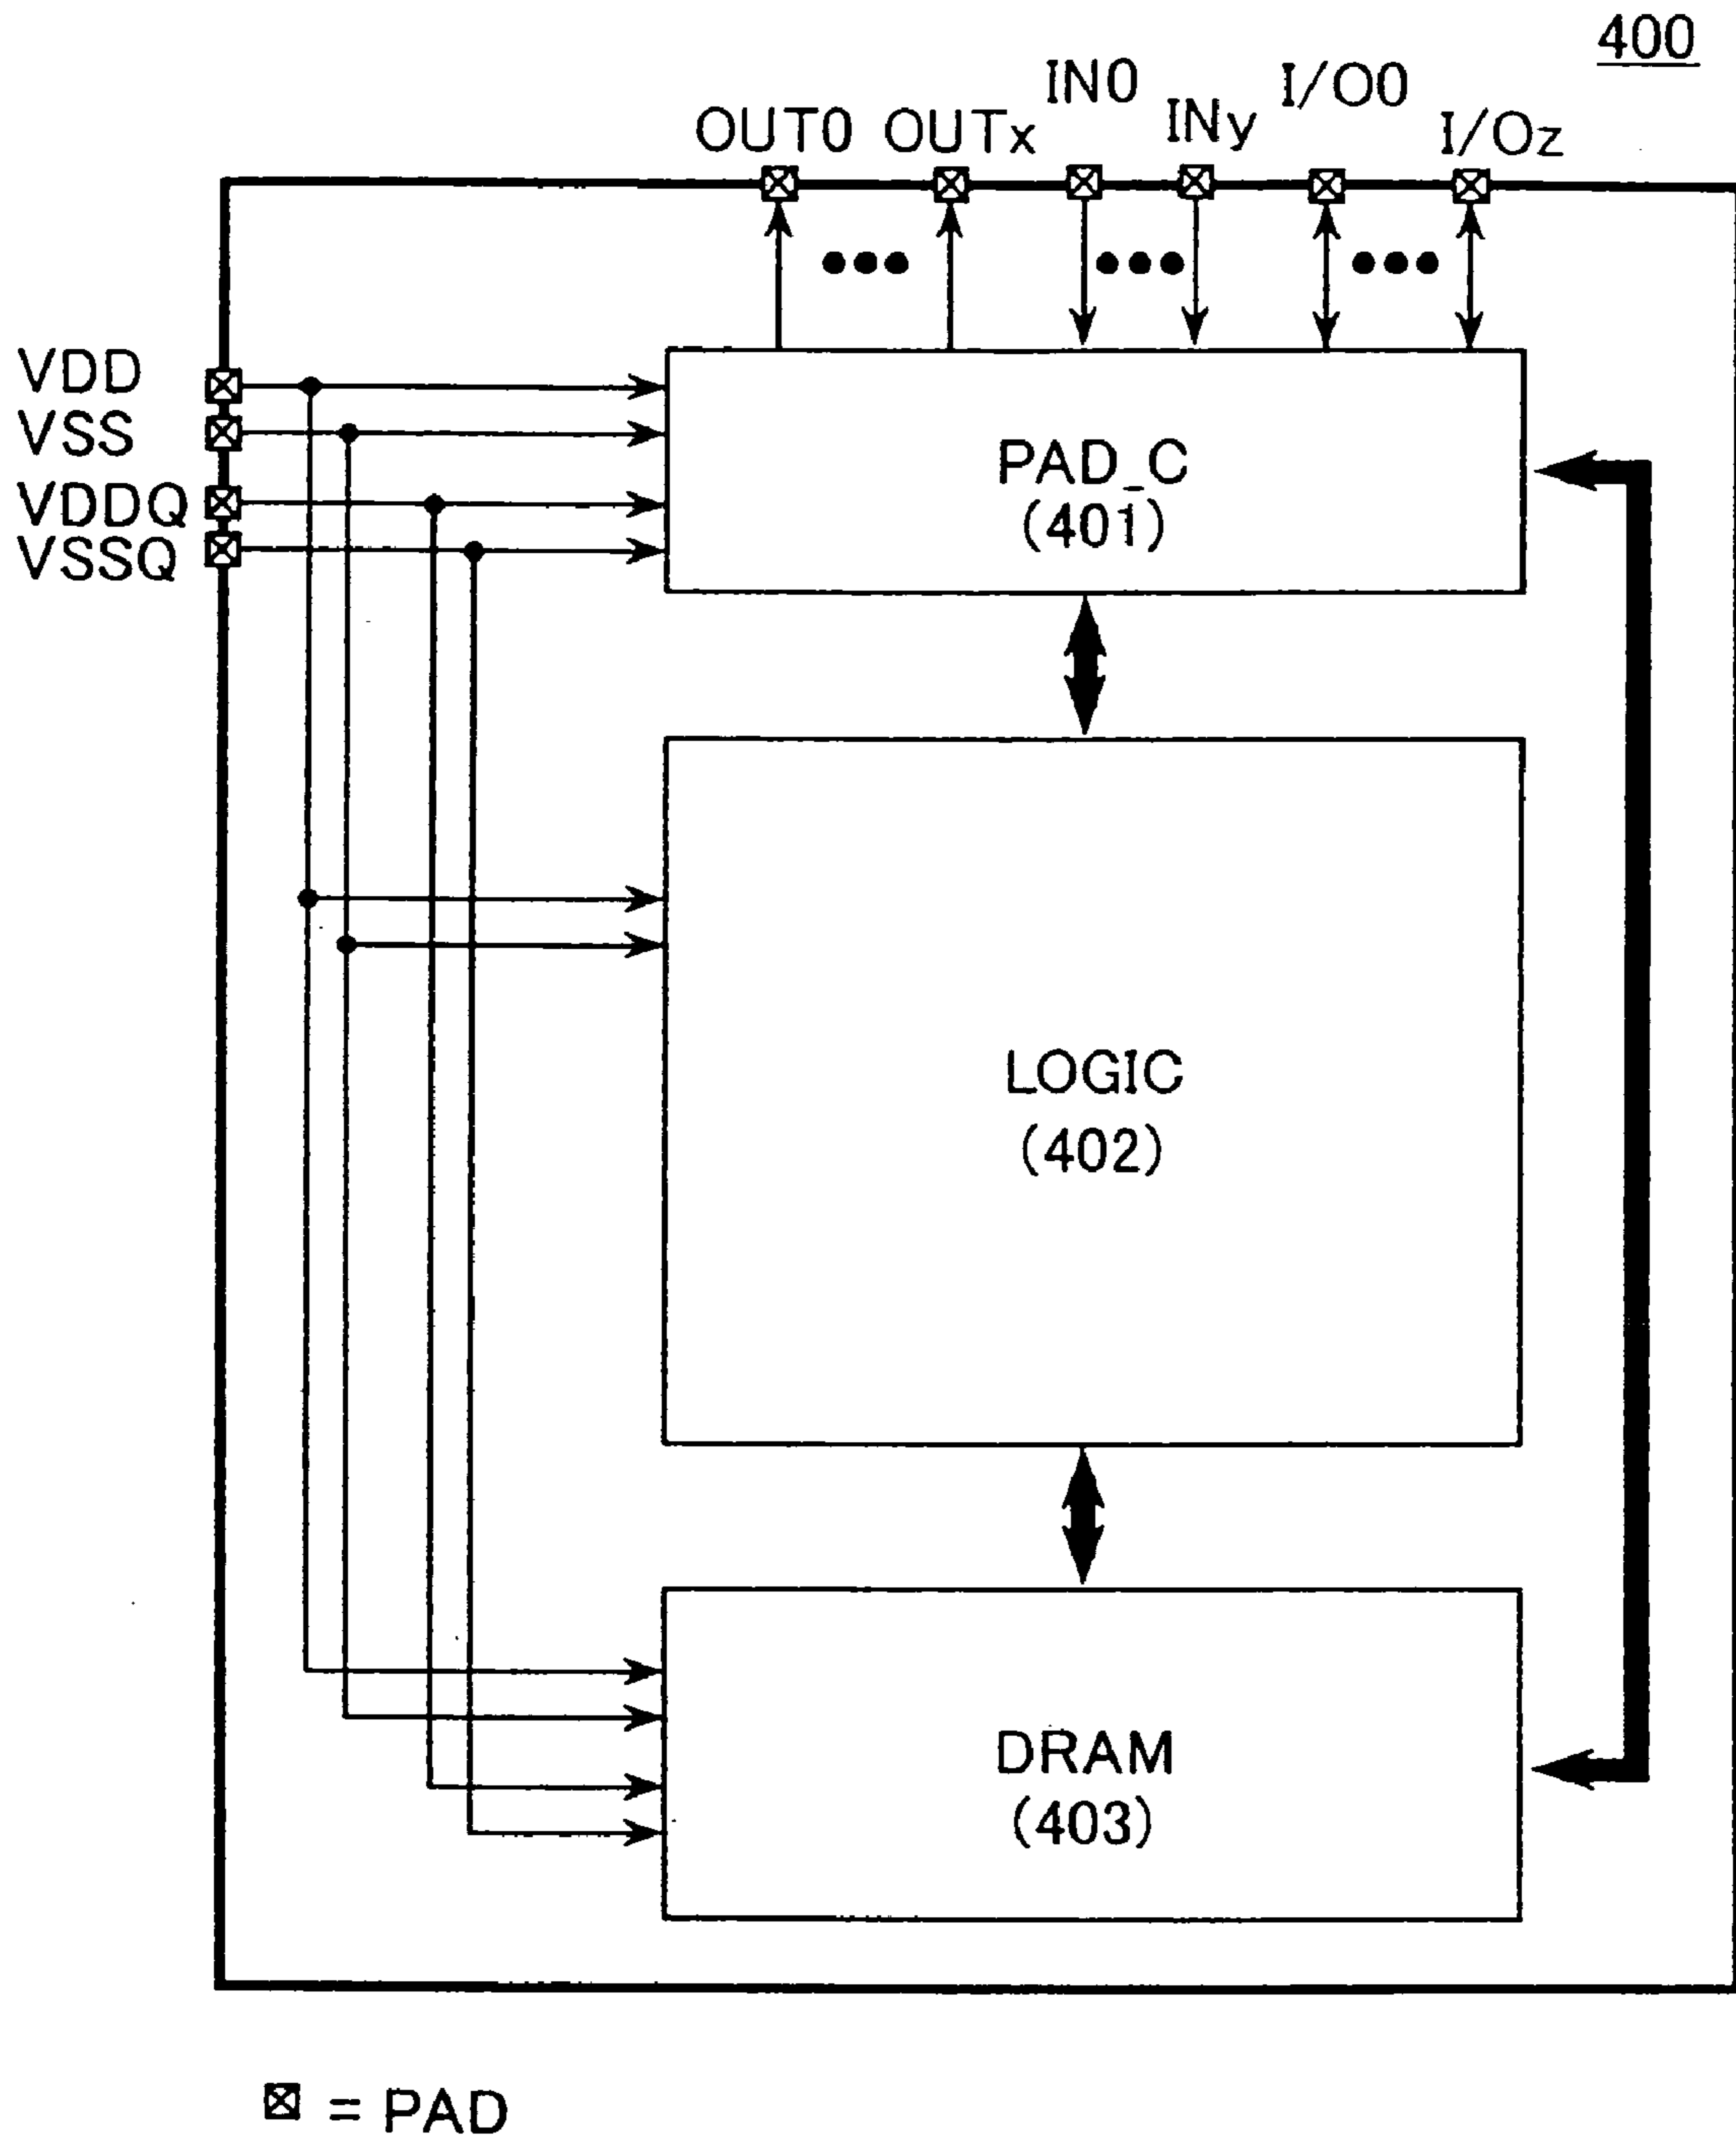 400
OUT0 OUTx IN0 INy I/O0 I/Oz
VDD
VSS
VDDQ
VSSQ
PAD_C
(401)
LOGIC
(402)
DRAM
(403)
= PAD